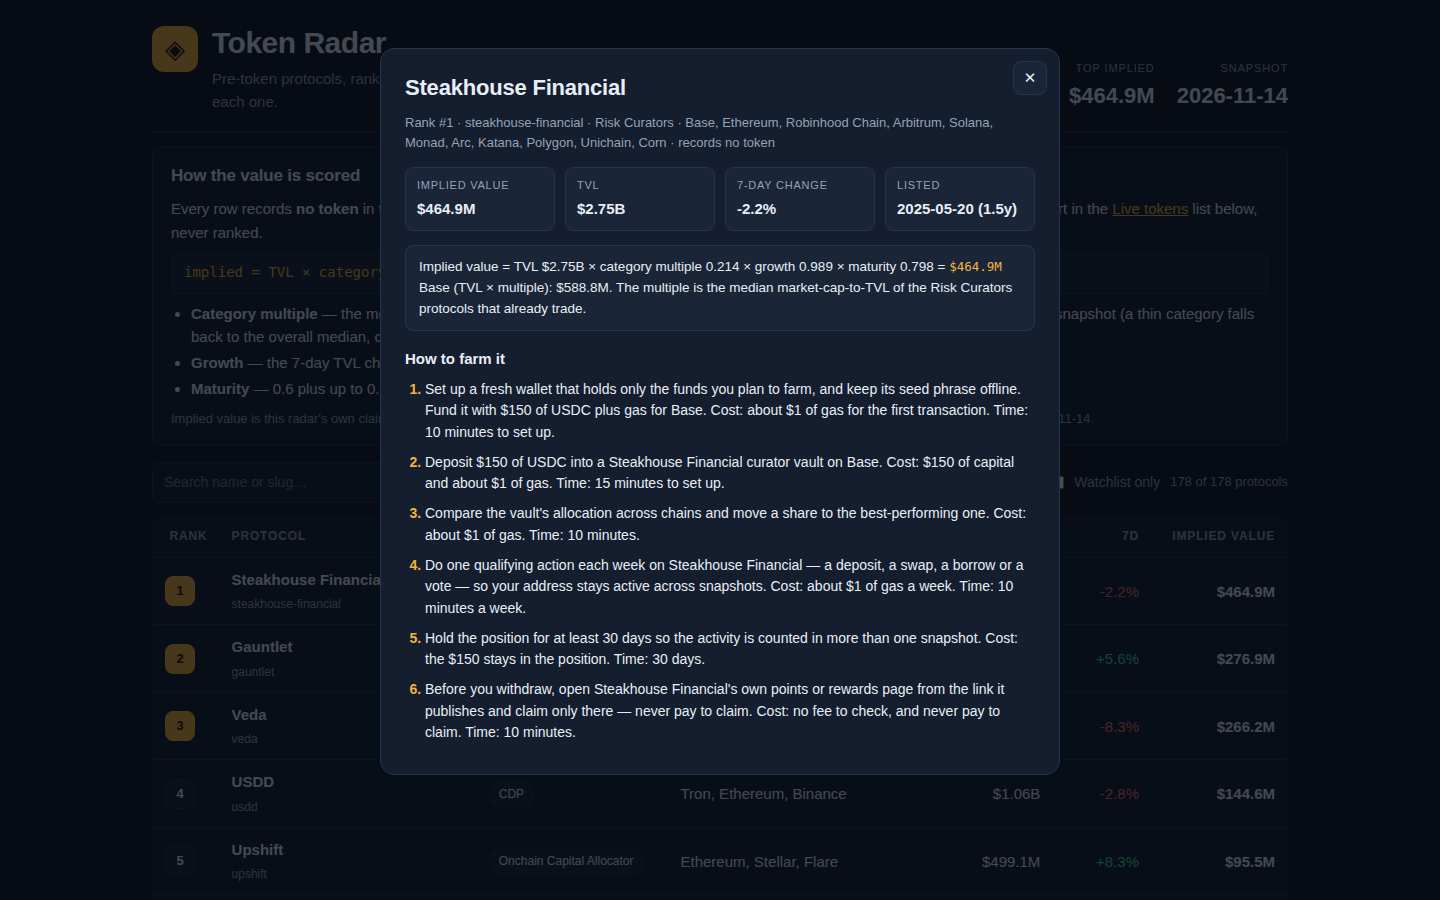 Token Radar
Pre-token protocols, rank
each one.
TOP IMPLIED
$464.9M
SNAPSHOT
2026-11-14
Steakhouse Financial
✕
Rank #1 · steakhouse-financial · Risk Curators · Base, Ethereum, Robinhood Chain, Arbitrum, Solana,
Monad, Arc, Katana, Polygon, Unichain, Corn · records no token
IMPLIED VALUE
$464.9M
TVL
$2.75B
7-DAY CHANGE
-2.2%
LISTED
2025-05-20 (1.5y)
Implied value = TVL $2.75B × category multiple 0.214 × growth 0.989 × maturity 0.798 = $464.9M
Base (TVL × multiple): $588.8M. The multiple is the median market-cap-to-TVL of the Risk Curators
protocols that already trade.
How to farm it
1. Set up a fresh wallet that holds only the funds you plan to farm, and keep its seed phrase offline.
Fund it with $150 of USDC plus gas for Base. Cost: about $1 of gas for the first transaction. Time:
10 minutes to set up.
2. Deposit $150 of USDC into a Steakhouse Financial curator vault on Base. Cost: $150 of capital
and about $1 of gas. Time: 15 minutes to set up.
3. Compare the vault's allocation across chains and move a share to the best-performing one. Cost:
about $1 of gas. Time: 10 minutes.
4. Do one qualifying action each week on Steakhouse Financial — a deposit, a swap, a borrow or a
vote — so your address stays active across snapshots. Cost: about $1 of gas a week. Time: 10
minutes a week.
5. Hold the position for at least 30 days so the activity is counted in more than one snapshot. Cost:
the $150 stays in the position. Time: 30 days.
6. Before you withdraw, open Steakhouse Financial's own points or rewards page from the link it
publishes and claim only there — never pay to claim. Cost: no fee to check, and never pay to
claim. Time: 10 minutes.
How the value is scored
Every row records no token in
rt in the Live tokens list below,
never ranked.
implied = TVL × category
Category multiple — the me
snapshot (a thin category falls
back to the overall median,
Growth — the 7-day TVL ch
Maturity — 0.6 plus up to 0.
Implied value is this radar's own clai
11-14.
Search name or slug…
Watchlist only
178 of 178 protocols
RANK PROTOCOL 7D IMPLIED VALUE
1 Steakhouse Financia -2.2% $464.9M
steakhouse-financial
2 Gauntlet +5.6% $276.9M
gauntlet
3 Veda -8.3% $266.2M
veda
4 USDD CDP Tron, Ethereum, Binance $1.06B -2.8% $144.6M
usdd
5 Upshift Onchain Capital Allocator Ethereum, Stellar, Flare $499.1M +8.3% $95.5M
upshift